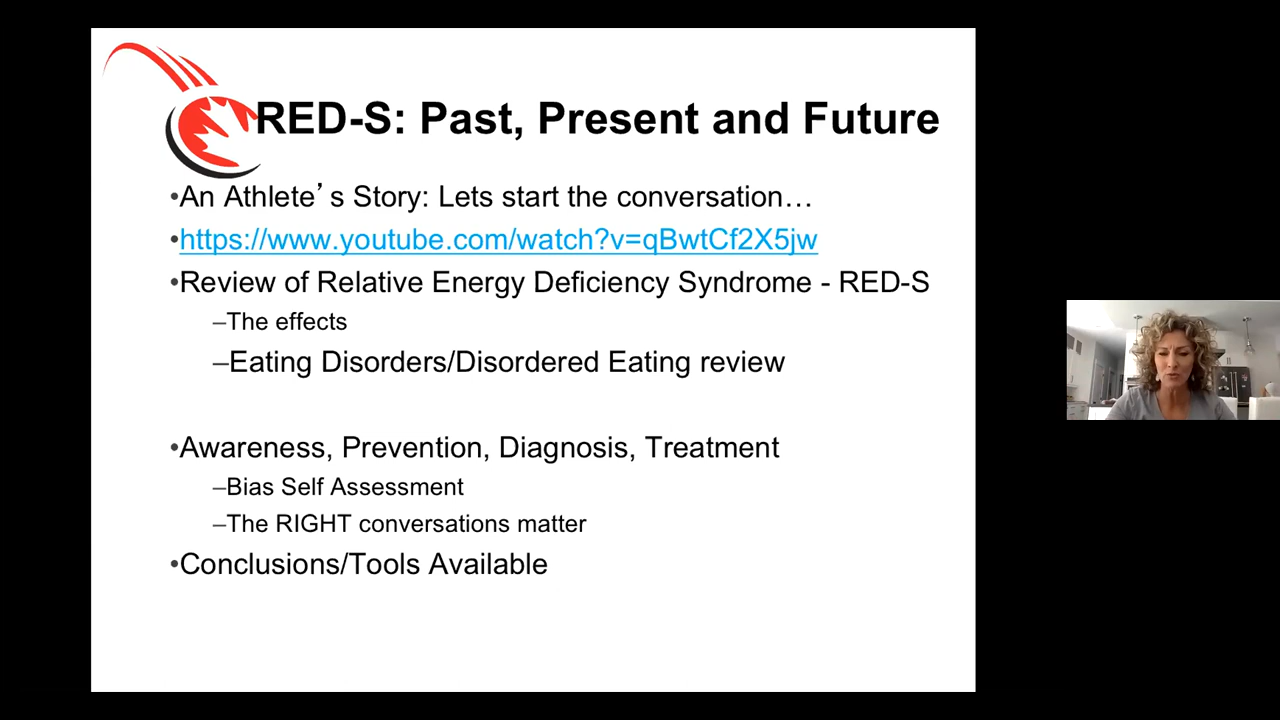 RED-S: Past, Present and Future
•An Athlete’s Story: Lets start the conversation…
•https://www.youtube.com/watch?v=qBwtCf2X5jw
•Review of Relative Energy Deficiency Syndrome - RED-S
–The effects
–Eating Disorders/Disordered Eating review
•Awareness, Prevention, Diagnosis, Treatment
–Bias Self Assessment
–The RIGHT conversations matter
•Conclusions/Tools Available